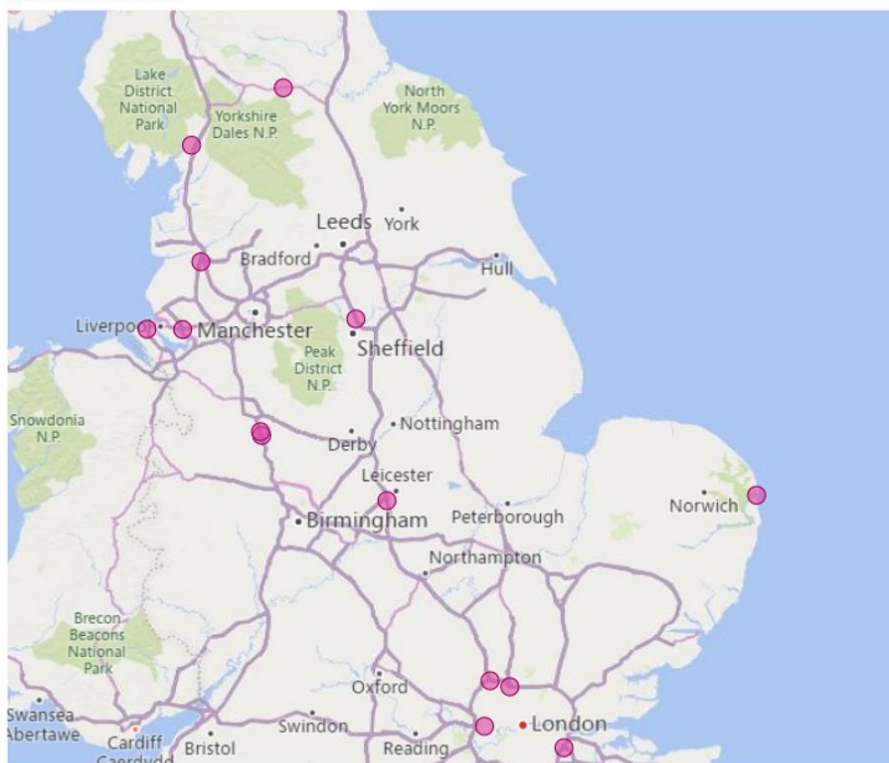 Lake
District
National
Park
North
York Moors
N.P.
Yorkshire
Dales N.P.
Leeds
York
Bradford
Hull
Liverpool
Manchester
Sheffield
Peak
District
N.P.
Snowdonia
N.P.
Nottingham
Derby
Leicester
Norwich
Peterborough
Birmingham
Northampton
Brecon
Beacons
National
Park
Oxford
Swansea
Abertawe
London
Swindon
Cardiff
Caerdydd
Bristol
Reading